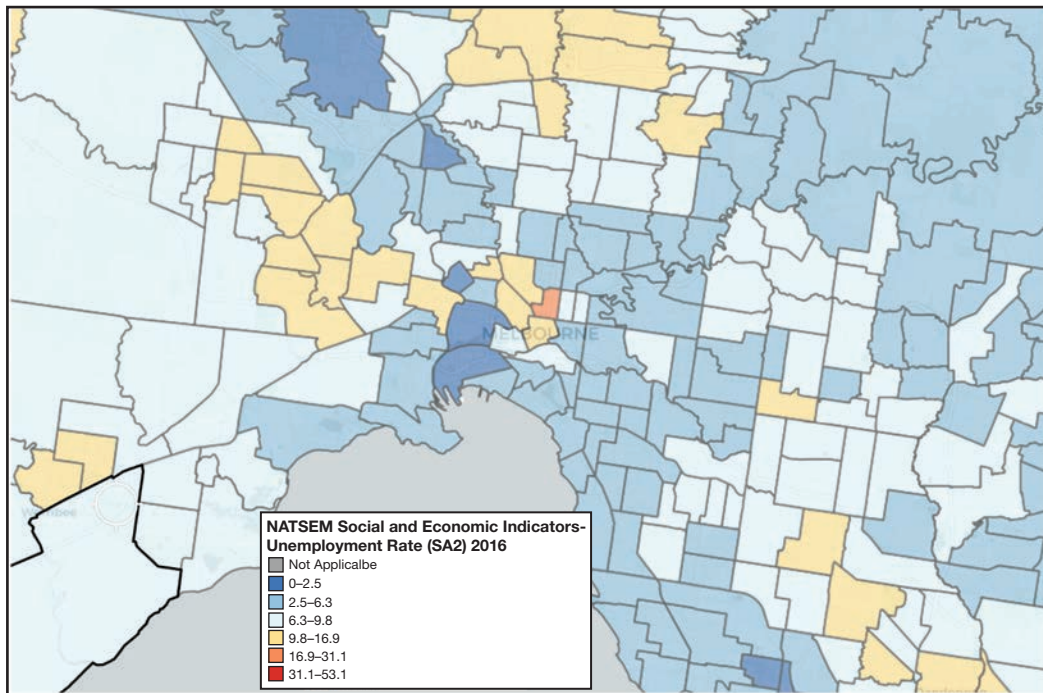 MELBOURNE
NATSEM Social and Economic Indicators-
Unemployment Rate (SA2) 2016
Not Applicalbe
0–2.5
2.5–6.3
6.3–9.8
9.8–16.9
16.9–31.1
31.1–53.1